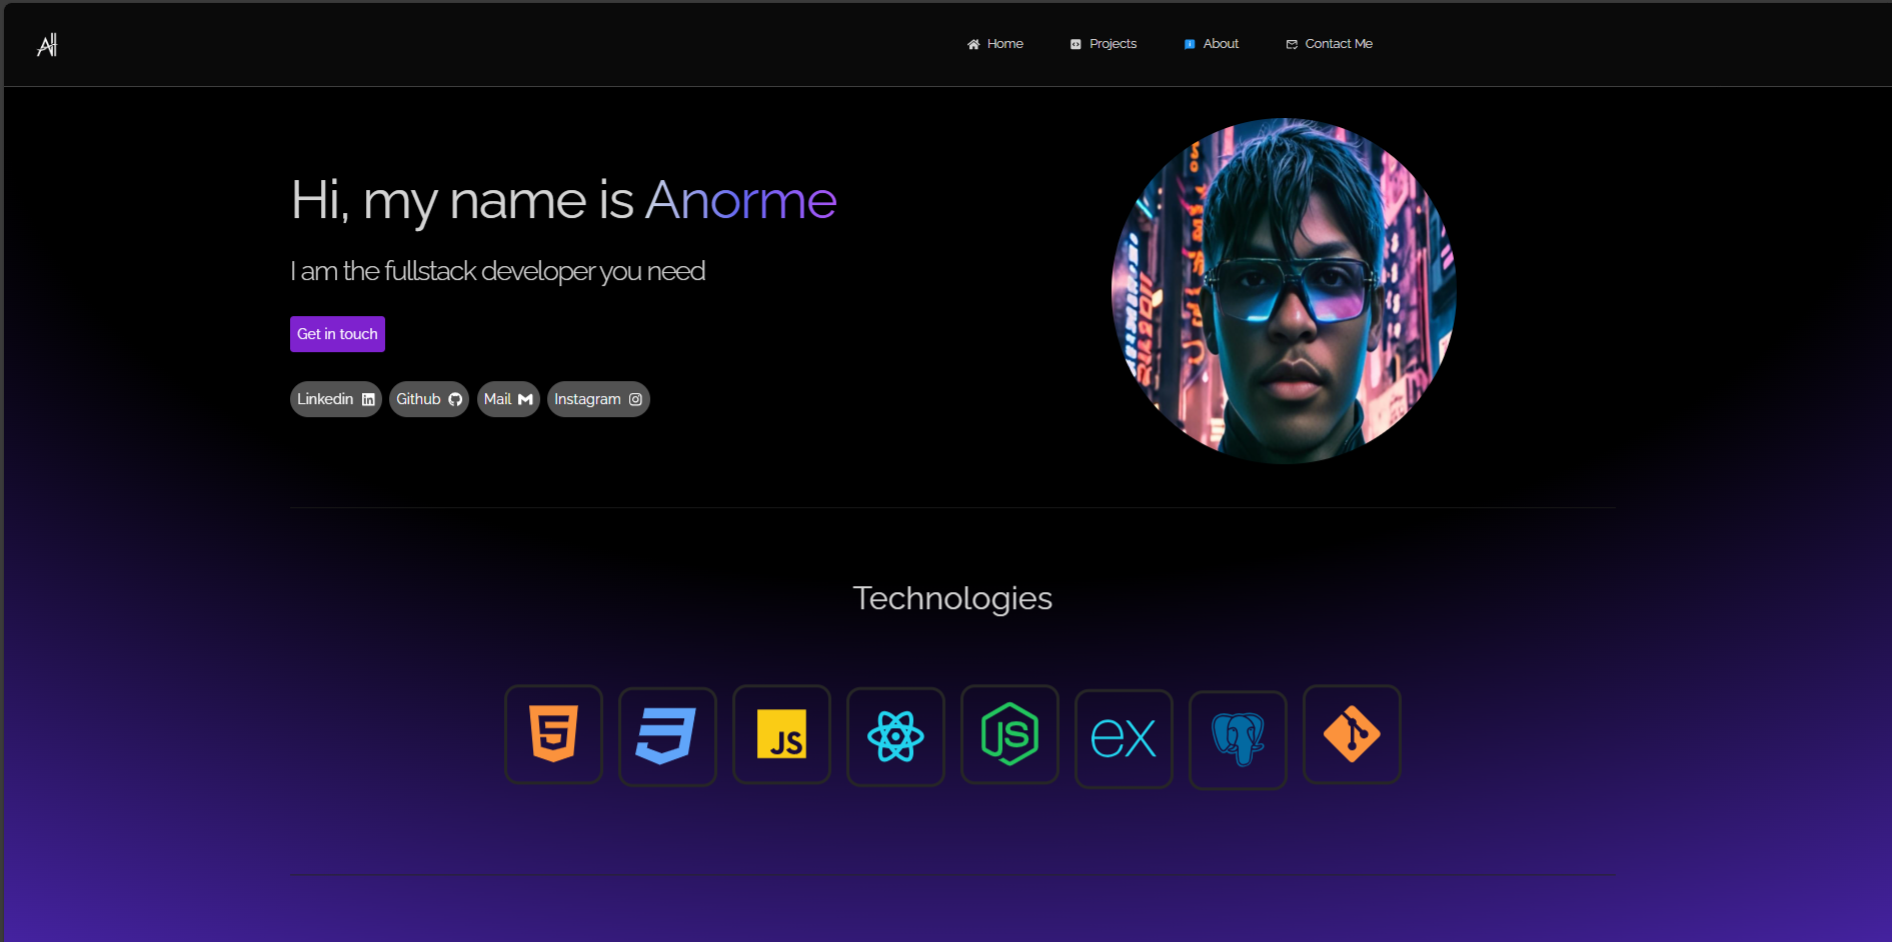 Home Projects About Contact Me
Hi, my name is Anorme
I am the fullstack developer you need
Get in touch
Linkedin Github Mail Instagram
Technologies
5 JS JS ex